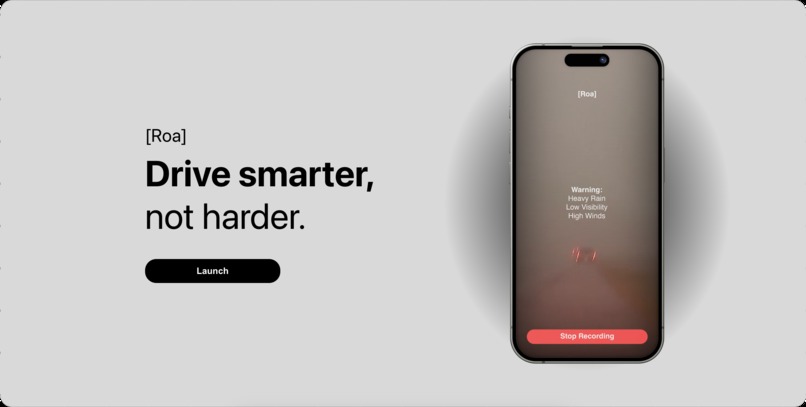 [Roa]
Drive smarter,
not harder.
Launch
[Roa]
Warning:
Heavy Rain
Low Visibility
High Winds
Stop Recording